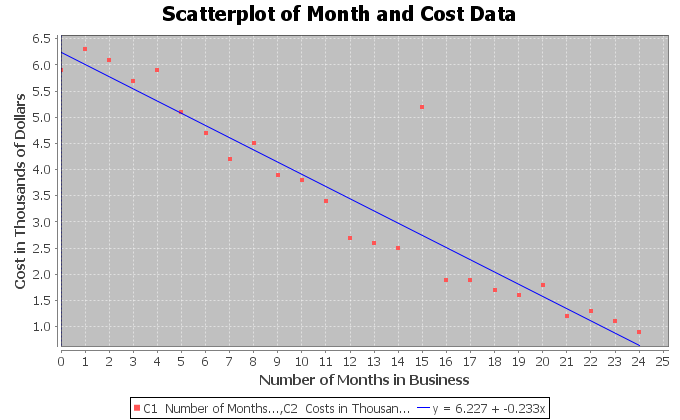 Scatterplot of Month and Cost Data
Cost in Thousands of Dollars
6.5
6.0
5.5
5.0
4.5
4.0
3.5
3.0
2.5
2.0
1.5
1.0
0 1 2 3 4 5 6 7 8 9 10 11 12 13 14 15 16 17 18 19 20 21 22 23 24 25
Number of Months in Business
C1 Number of Months...,C2 Costs in Thousan... y = 6.227 + -0.233x